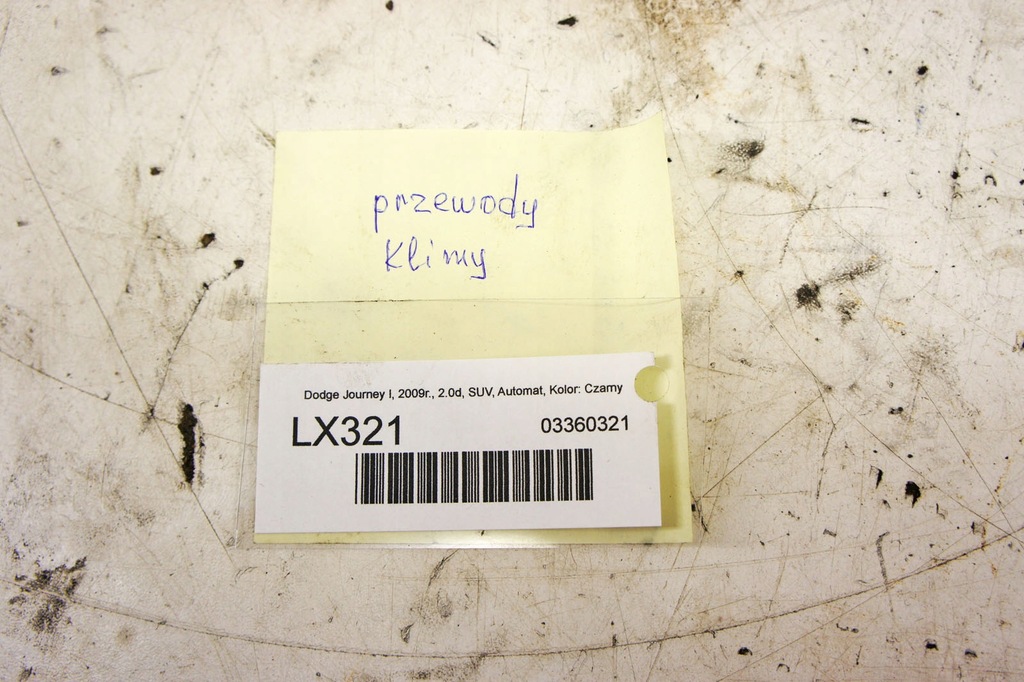 przewody
klimy
Dodge Journey I, 2009r., 2.0d, SUV, Automat, Kolor: Czarny
LX321
03360321